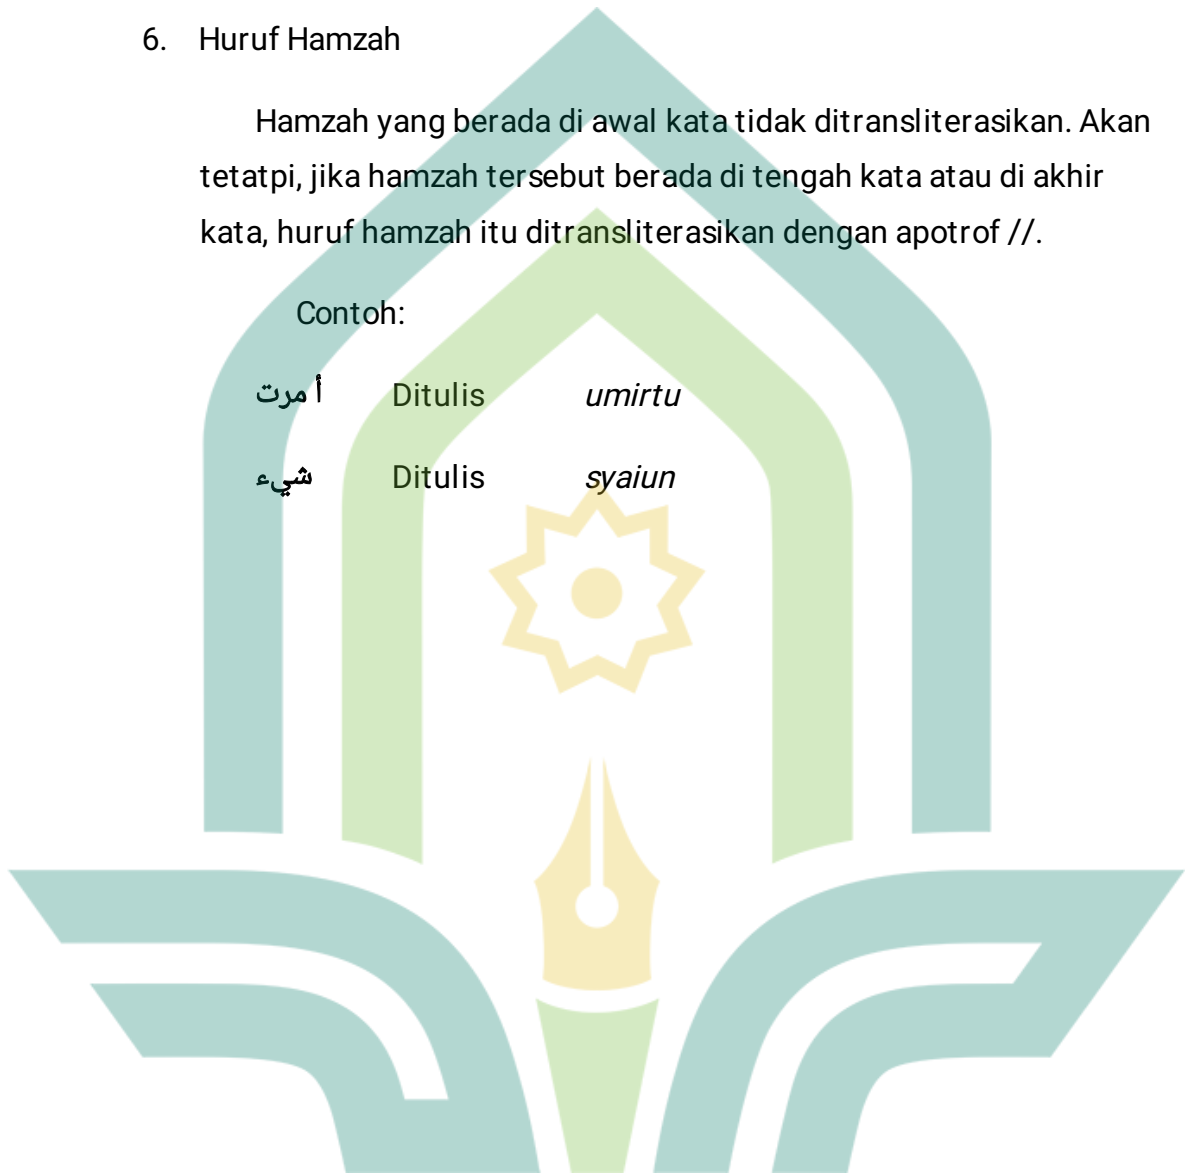 6. Huruf Hamzah
Hamzah yang berada di awal kata tidak ditransliterasikan. Akan
tetatpi, jika hamzah tersebut berada di tengah kata atau di akhir
kata, huruf hamzah itu ditransliterasikan dengan apotrof //.
Contoh:
أ مرت Ditulis umirtu
شيء Ditulis syaiun